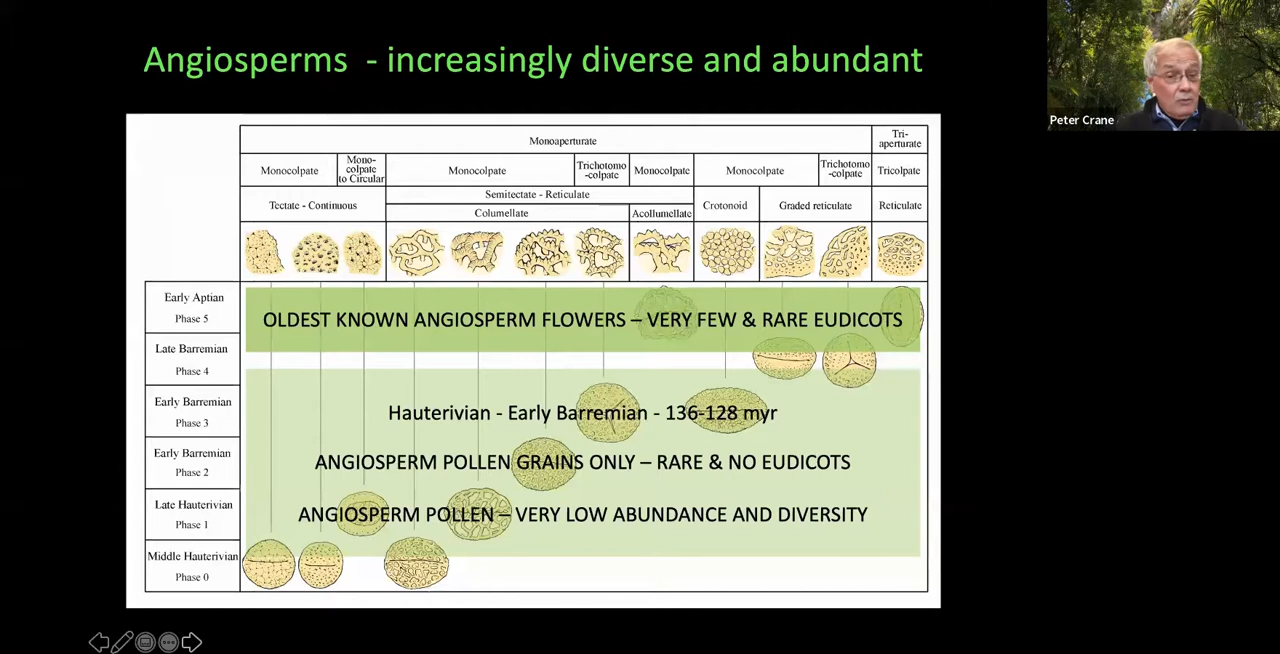 Angiosperms - increasingly diverse and abundant
Peter Crane
Monoaperturate
Tri-
aperturate
Monocolpate
Mono-
colpate
to Circular
Monocolpate
Trichotomo
-colpate
Monocolpate
Monocolpate
Trichotomo
-colpate
Tricolpate
Tectate - Continuous
Semitectate - Reticulate
Columellate
Acollumellate
Crotonoid
Graded reticulate
Reticulate
Early Aptian
Phase 5
OLDEST KNOWN ANGIOSPERM FLOWERS – VERY FEW & RARE EUDICOTS
Late Barremian
Phase 4
Early Barremian
Phase 3
Hauterivian - Early Barremian - 136-128 myr
Early Barremian
Phase 2
ANGIOSPERM POLLEN GRAINS ONLY – RARE & NO EUDICOTS
Late Hauterivian
Phase 1
ANGIOSPERM POLLEN – VERY LOW ABUNDANCE AND DIVERSITY
Middle Hauterivian
Phase 0